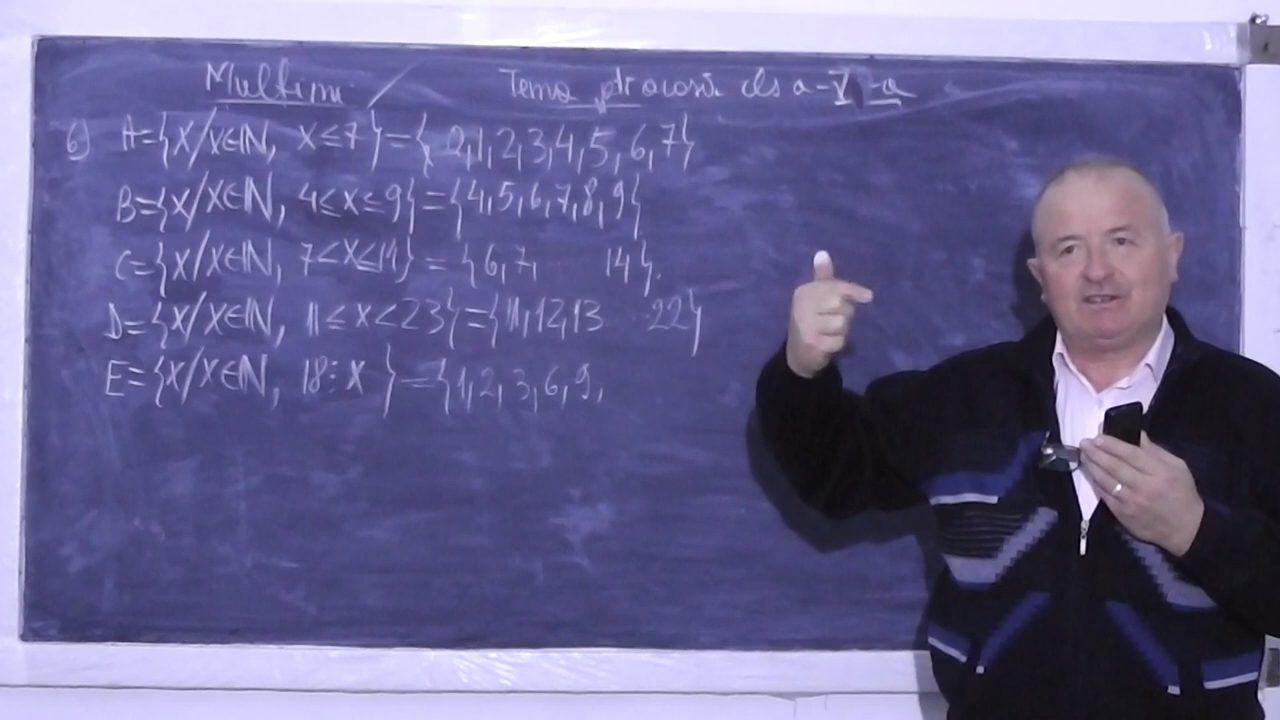 Mulțimi Tema pt acasă cls a-V-a
6) A={x/x∈ℕ, x≤7}={0,1,2,3,4,5,6,7}
B={x/x∈ℕ, 4≤x≤9}={4,5,6,7,8,9}
C={x/x∈ℕ, 7<x≤14}={6,7, 14}.
D={x/x∈ℕ, 11≤x<23}={11,12,13 22}
E={x/x∈ℕ, 18⋮x}={1,2,3,6,9,